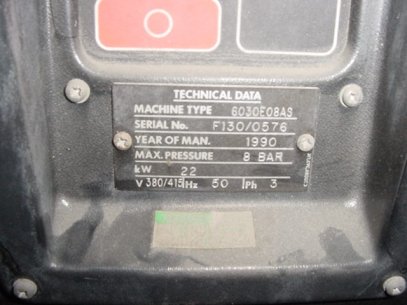 TECHNICAL DATA
MACHINE TYPE 6030E08AS
SERIAL No. F130/0576
YEAR OF MAN. 1990
MAX. PRESSURE 8 BAR
kW 22
V 380/415 Hz 50 Ph 3